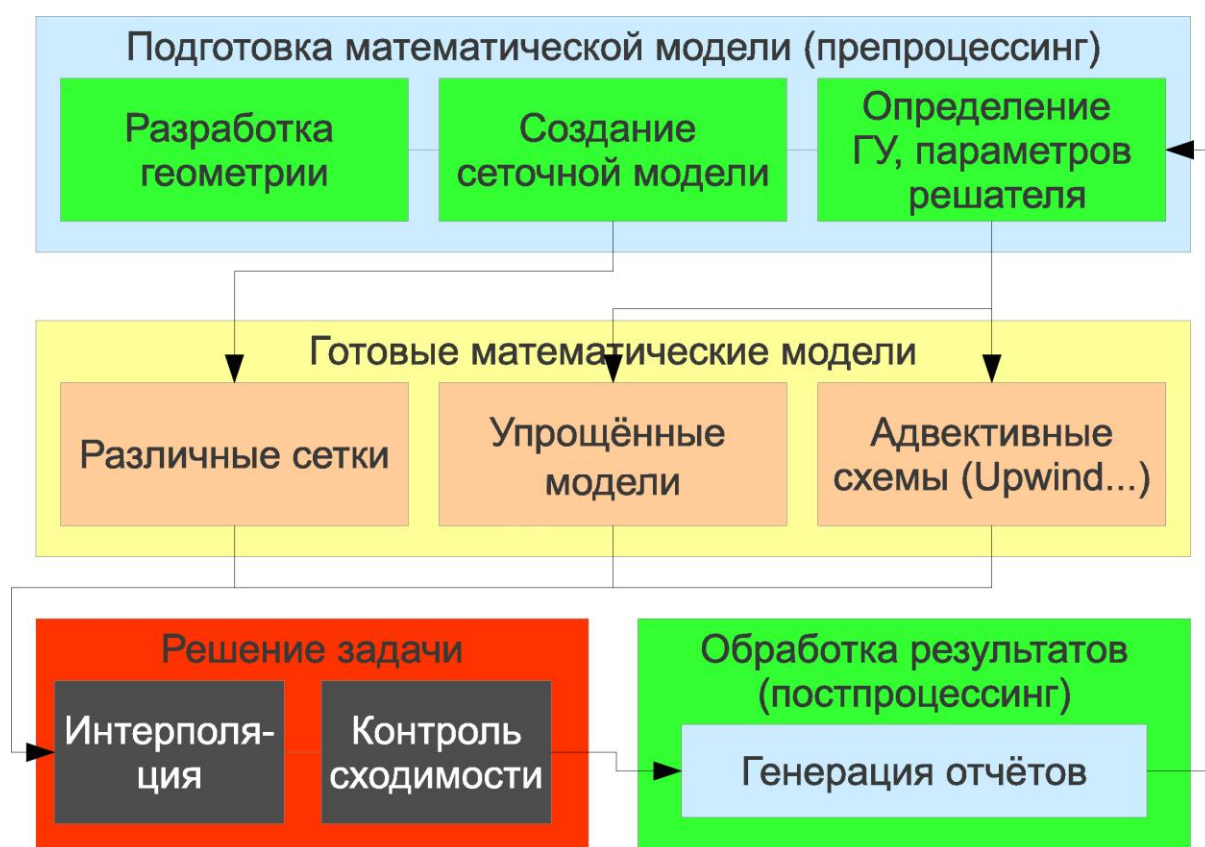 Подготовка математической модели (препроцессинг)
Разработка
геометрии
Создание
сеточной модели
Определение
ГУ, параметров
решателя
Готовые математические модели
Различные сетки
Упрощённые
модели
Адвективные
схемы (Upwind...)
Решение задачи
Интерполя-
ция
Контроль
сходимости
Обработка результатов
(постпроцессинг)
Генерация отчётов